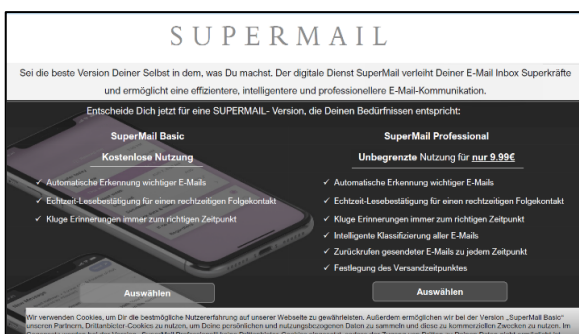 SUPERMAIL
Sei die beste Version Deiner Selbst in dem, was Du machst. Der digitale Dienst SuperMail verleiht Deiner E-Mail Inbox Superkräfte
und ermöglicht eine effizientere, intelligentere und professionellere E-Mail-Kommunikation.
Entscheide Dich jetzt für eine SUPERMAIL- Version, die Deinen Bedürfnissen entspricht:
SuperMail Basic
Kostenlose Nutzung
✓ Automatische Erkennung wichtiger E-Mails
✓ Echtzeit-Lesebestätigung für einen rechtzeitigen Folgekontakt
✓ Kluge Erinnerungen immer zum richtigen Zeitpunkt
Auswählen
SuperMail Professional
Unbegrenzte Nutzung für nur 9.99€
✓ Automatische Erkennung wichtiger E-Mails
✓ Echtzeit-Lesebestätigung für einen rechtzeitigen Folgekontakt
✓ Kluge Erinnerungen immer zum richtigen Zeitpunkt
✓ Intelligente Klassifizierung aller E-Mails
✓ Zurückrufen gesendeter E-Mails zu jedem Zeitpunkt
✓ Festlegung des Versandzeitpunktes
Auswählen
Wir verwenden Cookies, um Dir die bestmögliche Nutzererfahrung auf unserer Webseite zu gewährleisten. Außerdem ermöglichen wir bei der Version „SuperMail Basic"
unseren Partnern, Drittanbieter-Cookies zu nutzen, um Deine persönlichen und nutzungsbezogenen Daten zu sammeln und diese zu kommerziellen Zwecken zu nutzen. Im